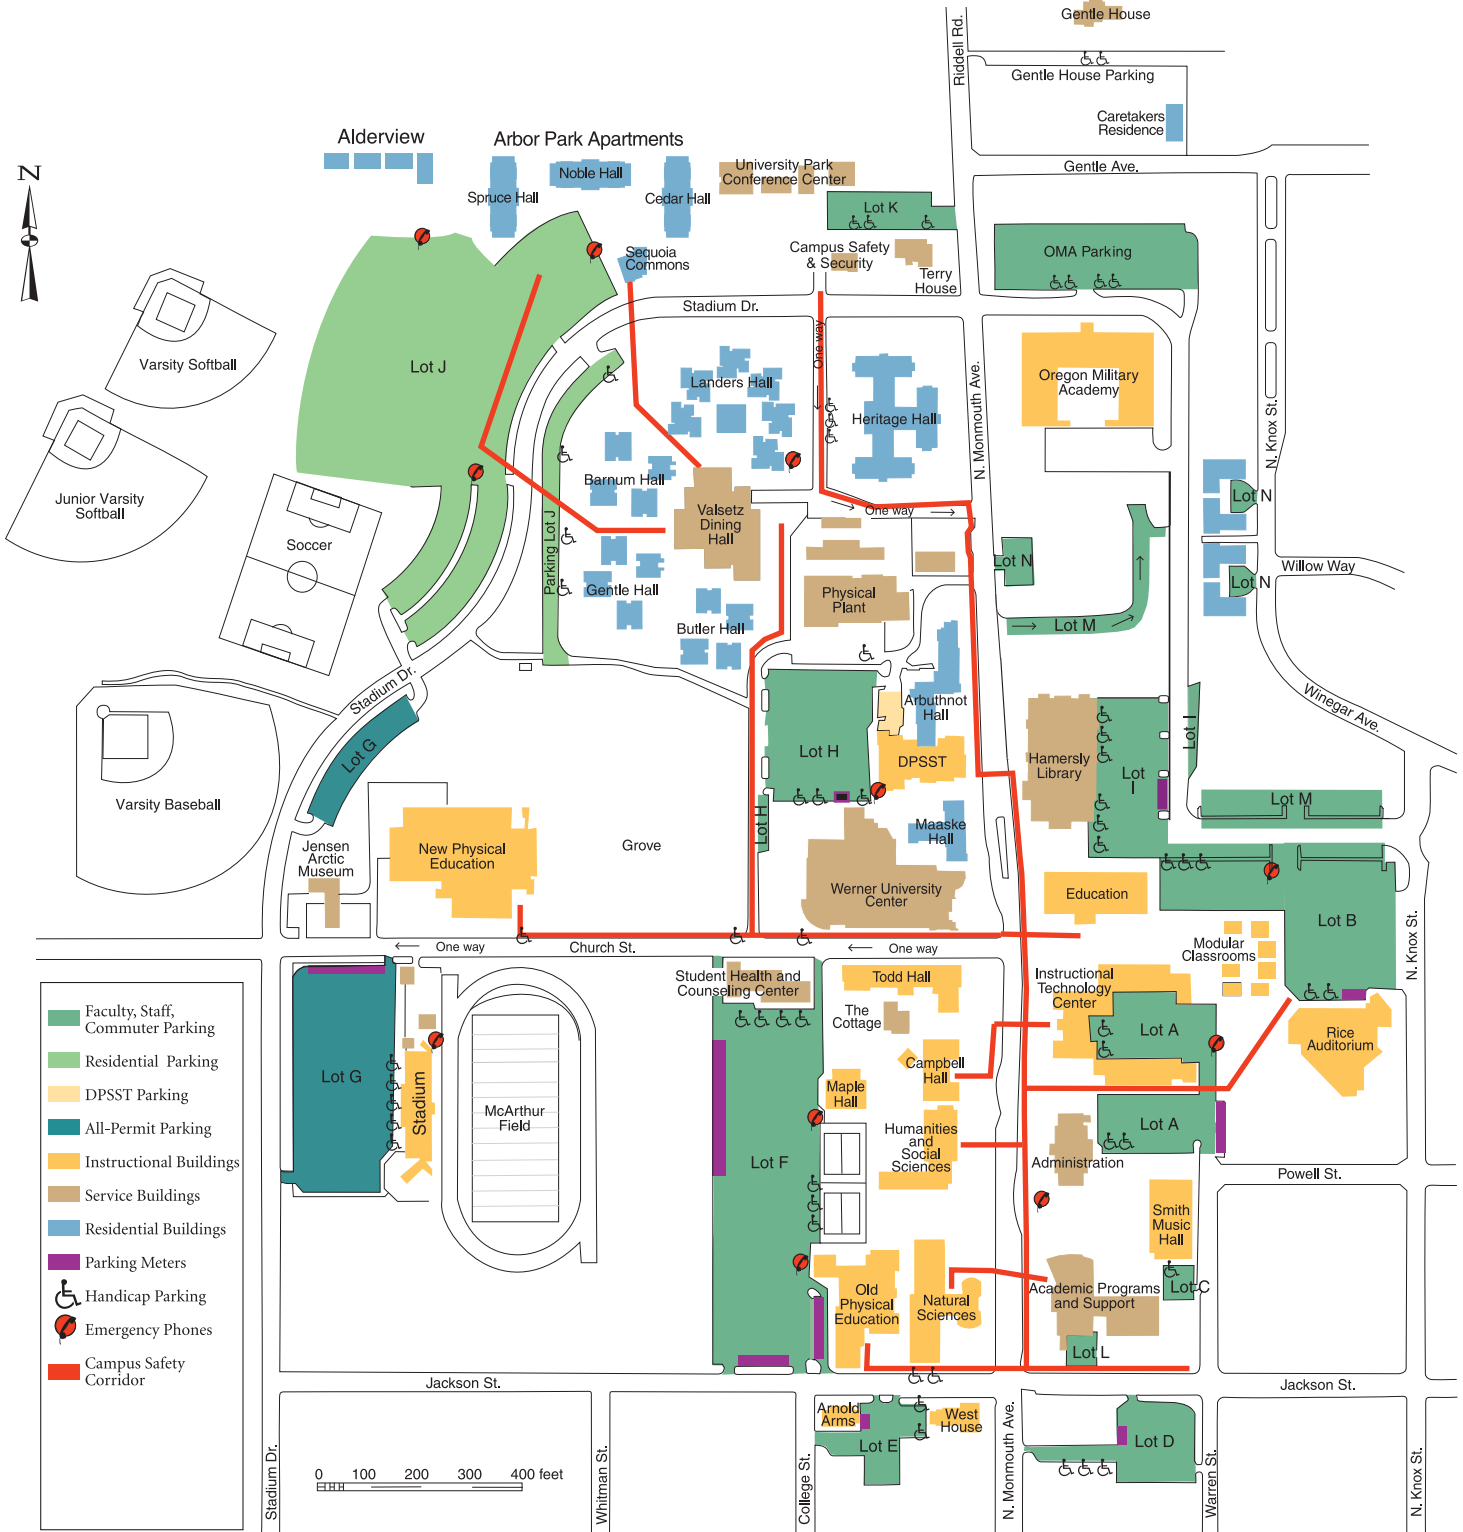 Gentle House
Riddell Rd.
Gentle House Parking
Caretakers
Residence
Alderview
Arbor Park Apartments
Gentle Ave.
Noble Hall
University Park
Conference Center
Spruce Hall
Cedar Hall
Lot K
N
Sequoia
Commons
Campus Safety
& Security
Terry
House
OMA Parking
Stadium Dr.
One way
Varsity Softball
Lot J
Landers Hall
Heritage Hall
N. Monmouth Ave.
Oregon Military
Academy
N. Knox St.
Junior Varsity
Softball
Barnum Hall
Valsetz
Dining
Hall
One way
Lot N
Soccer
Parking Lot J
Lot N
Willow Way
Gentle Hall
Physical
Plant
Lot N
Butler Hall
Lot M
Stadium Dr.
Winegar Ave.
Arbuthnot
Hall
Lot I
Lot G
Lot H
DPSST
Hamersly
Library
Lot
I
Varsity Baseball
Lot M
Lot H
Maaske
Hall
Jensen
Arctic
Museum
New Physical
Education
Grove
Werner University
Center
Education
Lot B
Church St.
One way
One way
Modular
Classrooms
N. Knox St.
Student Health and
Counseling Center
Todd Hall
Instructional
Technology
Center
The
Cottage
Lot A
Rice
Auditorium
Faculty, Staff,
Commuter Parking
Residential Parking
DPSST Parking
All-Permit Parking
Instructional Buildings
Service Buildings
Residential Buildings
Parking Meters
Handicap Parking
Emergency Phones
Campus Safety
Corridor
Lot G
Stadium
McArthur
Field
Campbell
Hall
Maple
Hall
Lot F
Humanities
and
Social
Sciences
Lot A
Administration
Powell St.
Smith
Music
Hall
Old
Physical
Education
Natural
Sciences
Academic Programs
and Support
Lot C
Lot L
Jackson St.
Jackson St.
Arnold
Arms
West
House
Lot E
Lot D
0 100 200 300 400 feet
Stadium Dr.
Whitman St.
College St.
N. Monmouth Ave.
Warren St.
N. Knox St.